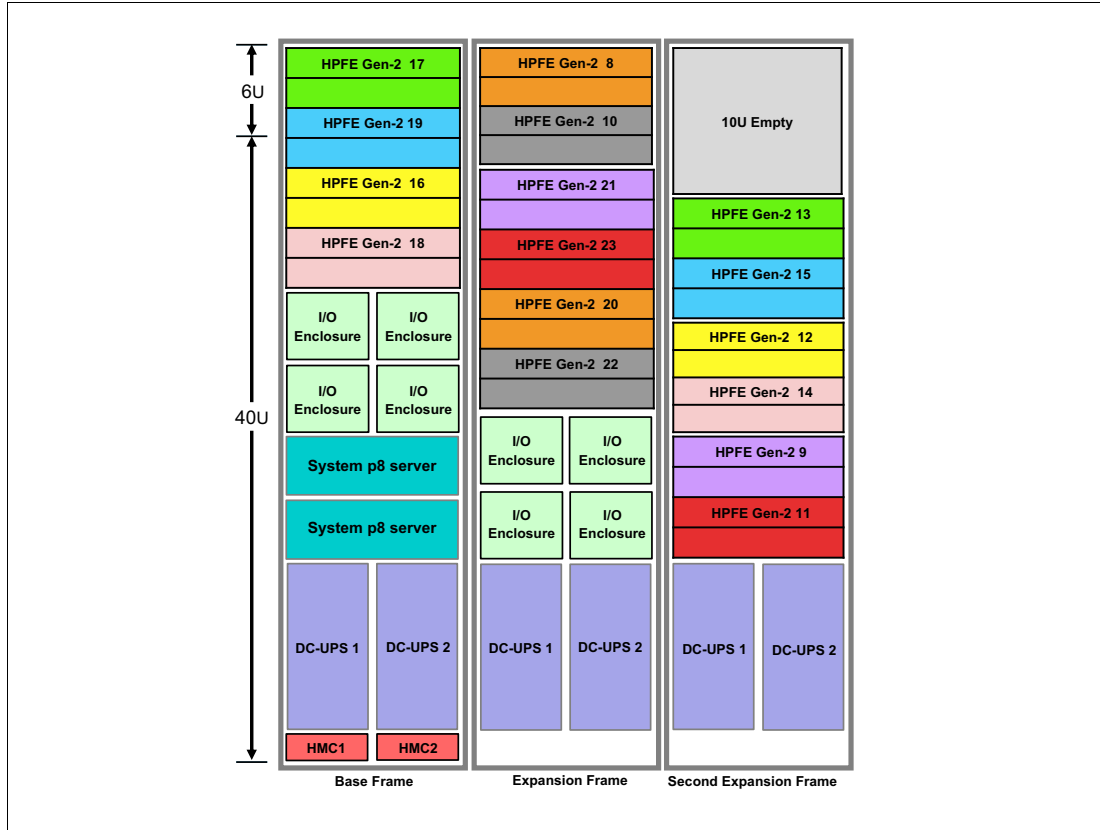 6U
40U
HPFE Gen-2 17
HPFE Gen-2 19
HPFE Gen-2 16
HPFE Gen-2 18
I/O
Enclosure
I/O
Enclosure
I/O
Enclosure
I/O
Enclosure
System p8 server
System p8 server
DC-UPS 1
DC-UPS 2
HMC1
HMC2
Base Frame
HPFE Gen-2 8
HPFE Gen-2 10
HPFE Gen-2 21
HPFE Gen-2 23
HPFE Gen-2 20
HPFE Gen-2 22
I/O
Enclosure
I/O
Enclosure
I/O
Enclosure
I/O
Enclosure
DC-UPS 1
DC-UPS 2
Expansion Frame
10U Empty
HPFE Gen-2 13
HPFE Gen-2 15
HPFE Gen-2 12
HPFE Gen-2 14
HPFE Gen-2 9
HPFE Gen-2 11
DC-UPS 1
DC-UPS 2
Second Expansion Frame